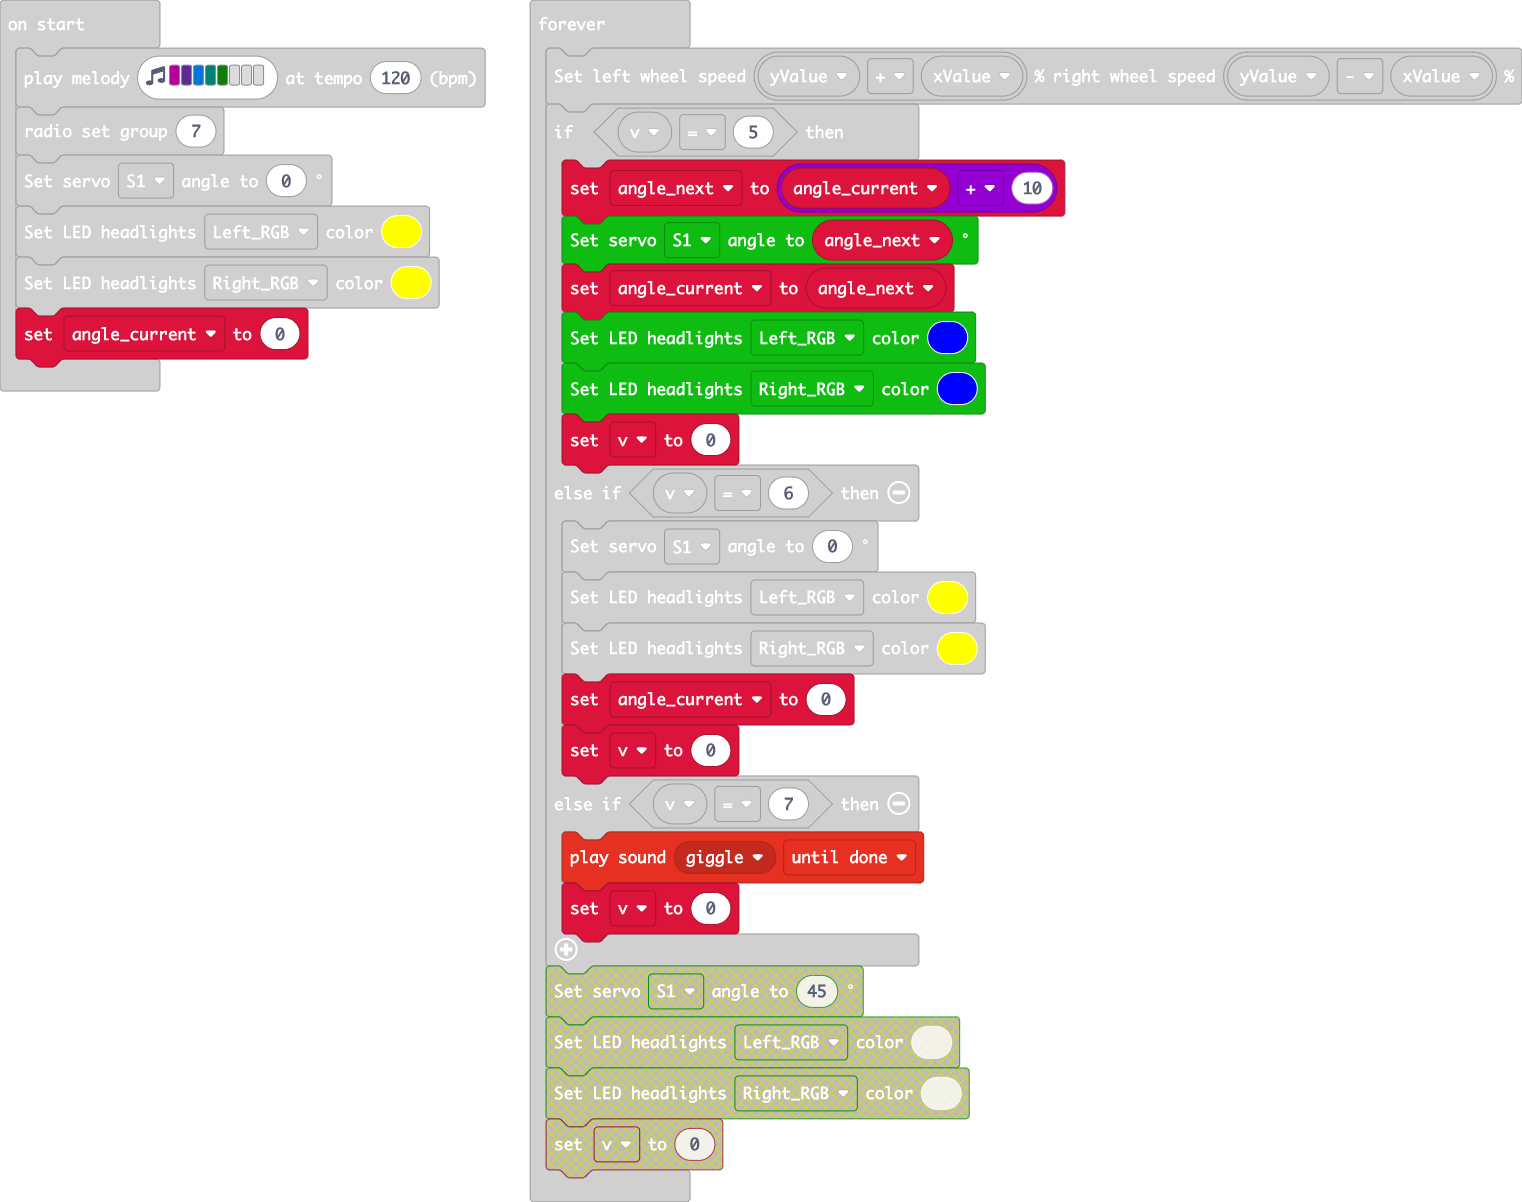 on start
play melody at tempo 120 (bpm)
radio set group 7
Set servo S1 angle to 0 °
Set LED headlights Left_RGB color
Set LED headlights Right_RGB color
set angle_current to 0
forever
Set left wheel speed yValue + xValue % right wheel speed yValue - xValue %
if v = 5 then
set angle_next to angle_current + 10
Set servo S1 angle to angle_next °
set angle_current to angle_next
Set LED headlights Left_RGB color
Set LED headlights Right_RGB color
set v to 0
else if v = 6 then
Set servo S1 angle to 0 °
Set LED headlights Left_RGB color
Set LED headlights Right_RGB color
set angle_current to 0
set v to 0
else if v = 7 then
play sound giggle until done
set v to 0
Set servo S1 angle to 45 °
Set LED headlights Left_RGB color
Set LED headlights Right_RGB color
set v to 0